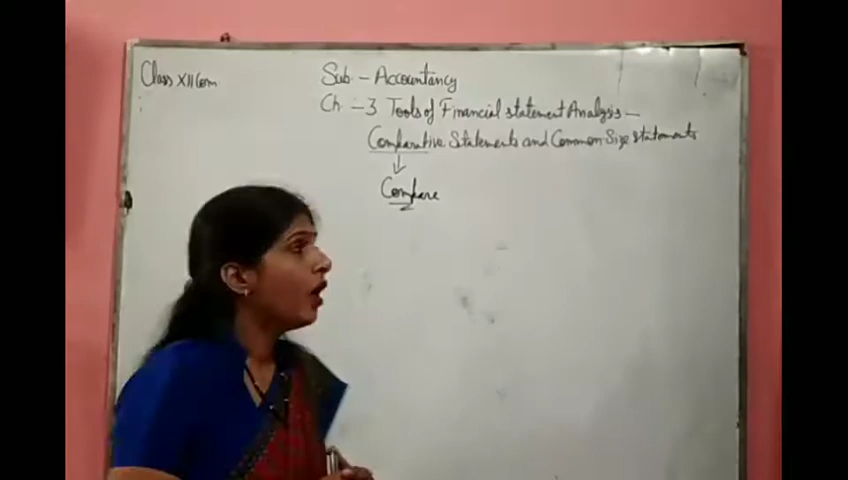 Class XII Com
Sub - Accountancy
Ch - 3 Tools of Financial statement Analysis -
Comparative Statements and Common Size Statements
Compare